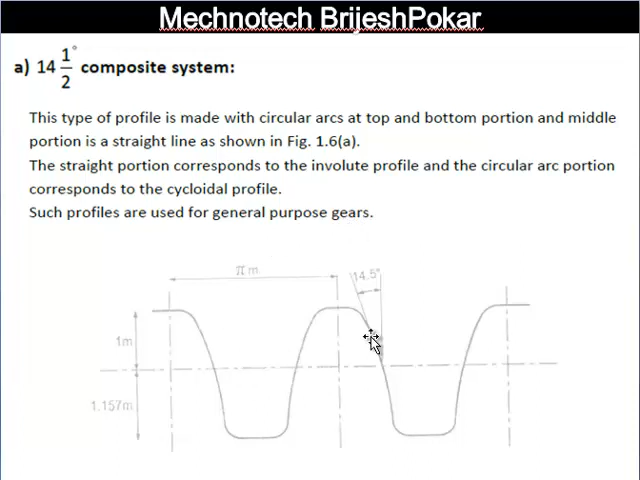 Mechnotech BrijeshPokar
a) 14 1/2° composite system:
This type of profile is made with circular arcs at top and bottom portion and middle
portion is a straight line as shown in Fig. 1.6(a).
The straight portion corresponds to the involute profile and the circular arc portion
corresponds to the cycloidal profile.
Such profiles are used for general purpose gears.
πm
14.5°
1m
1.157m